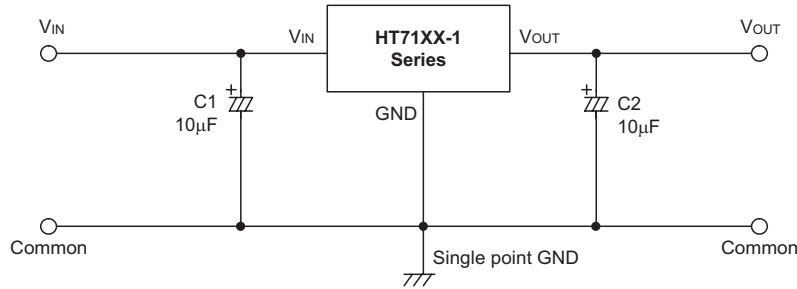 VIN
VIN
HT71XX-1
Series
VOUT
VOUT
+
C1
10μF
GND
+
C2
10μF
Common
Single point GND
Common